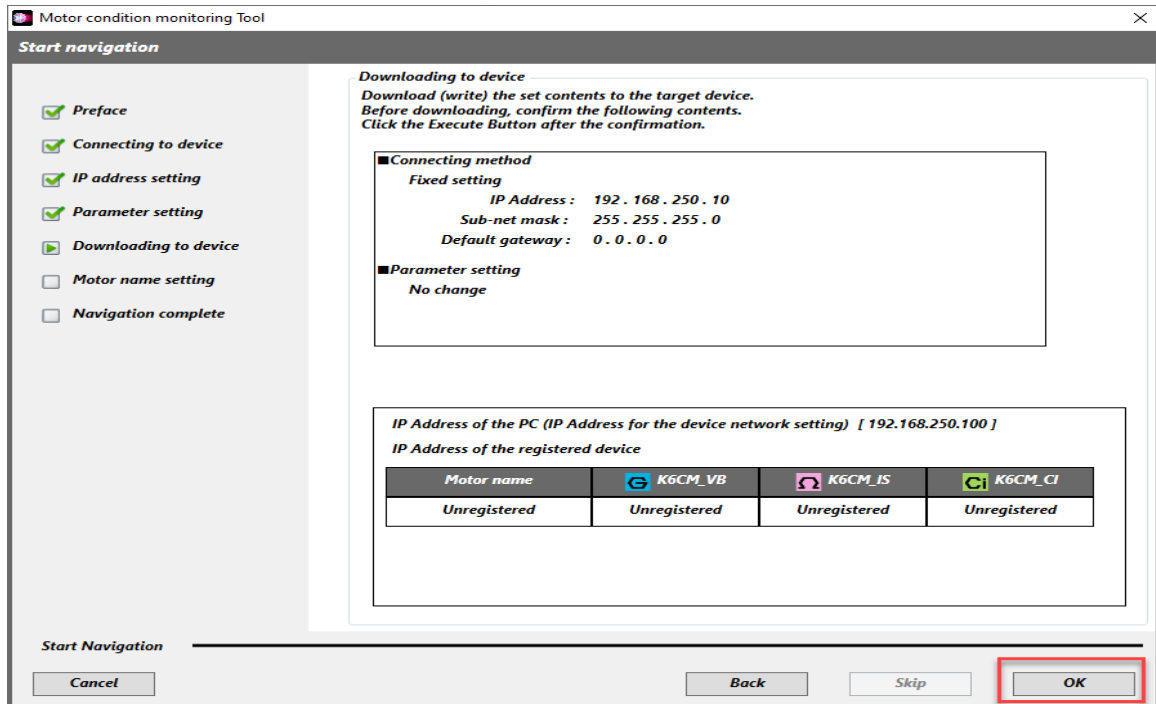 Motor condition monitoring Tool
Start navigation
Preface
Connecting to device
IP address setting
Parameter setting
Downloading to device
Motor name setting
Navigation complete
Downloading to device
Download (write) the set contents to the target device.
Before downloading, confirm the following contents.
Click the Execute Button after the confirmation.
■Connecting method
Fixed setting
IP Address : 192 . 168 . 250 . 10
Sub-net mask : 255 . 255 . 255 . 0
Default gateway : 0 . 0 . 0 . 0
■Parameter setting
No change
IP Address of the PC (IP Address for the device network setting) [ 192.168.250.100 ]
IP Address of the registered device
Motor name G K6CM_VB Ω K6CM_IS Ci K6CM_CI
Unregistered Unregistered Unregistered Unregistered
Start Navigation
Cancel Back Skip OK